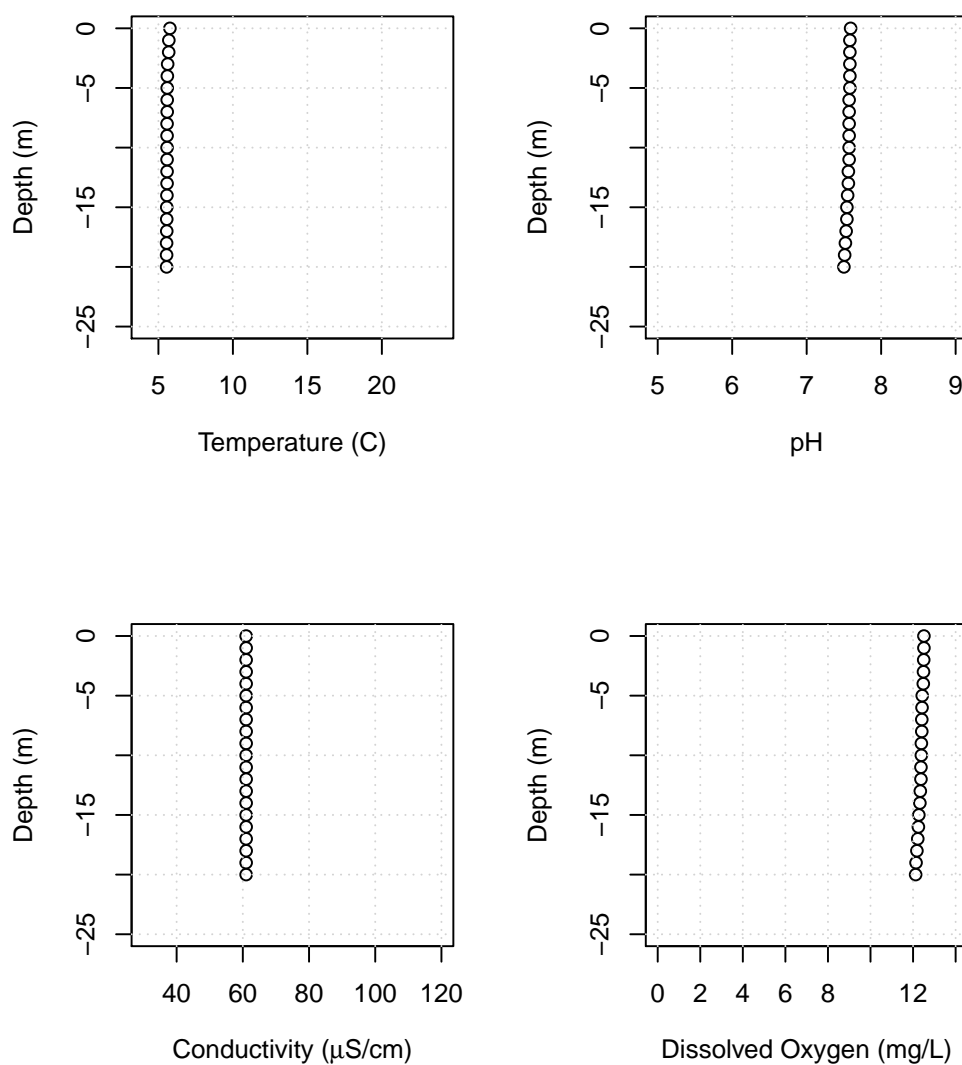 0
−5
−15
−25
Depth (m)
5 10 15 20
Temperature (C)
0
−5
−15
−25
Depth (m)
5 6 7 8 9
pH
0
−5
−15
−25
Depth (m)
40 60 80 100 120
Conductivity (μS/cm)
0
−5
−15
−25
Depth (m)
0 2 4 6 8 12
Dissolved Oxygen (mg/L)